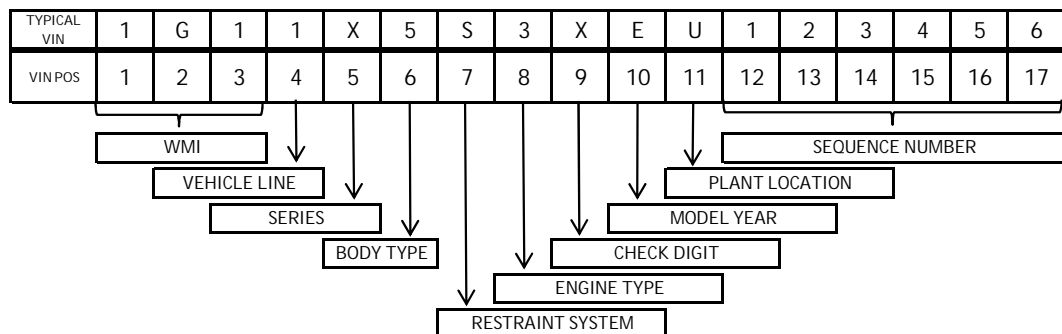 TYPICAL VIN 1 G 1 1 X 5 S 3 X E U 1 2 3 4 5 6
VIN POS 1 2 3 4 5 6 7 8 9 10 11 12 13 14 15 16 17
WMI SEQUENCE NUMBER
VEHICLE LINE PLANT LOCATION
SERIES MODEL YEAR
BODY TYPE CHECK DIGIT
ENGINE TYPE
RESTRAINT SYSTEM